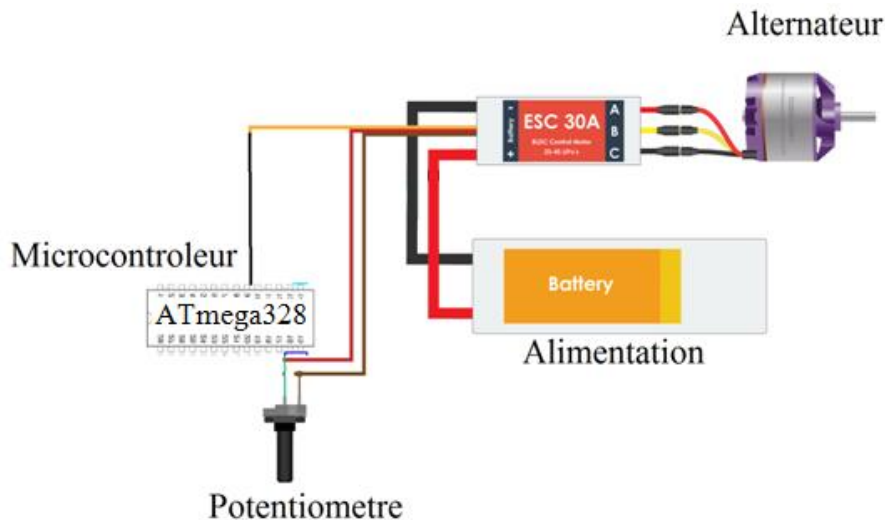 Alternateur
Battery
-
+
ESC 30A
A
B
C
Microcontroleur
ATmega328
Battery
Alimentation
Potentiometre